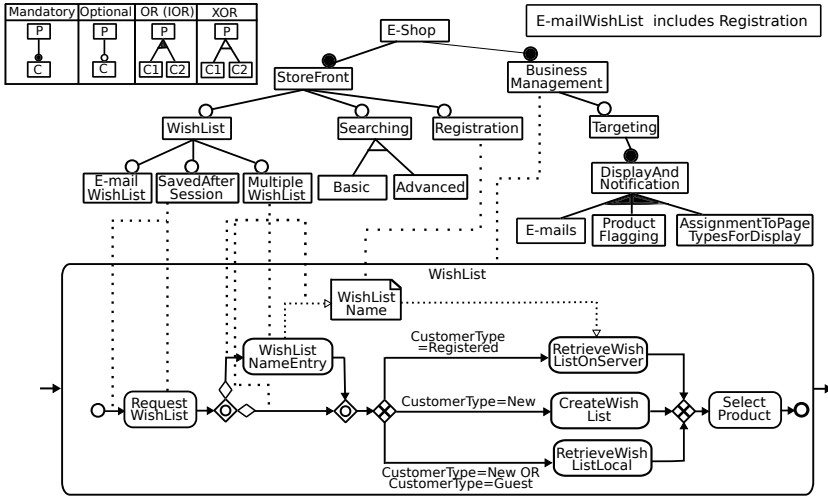 Mandatory
Optional
OR (IOR)
XOR
P
P
P
P
C
C
C1
C2
C1
C2
E-Shop
E-mailWishList includes Registration
StoreFront
Business
Management
WishList
Searching
Registration
Targeting
E-mail
WishList
SavedAfter
Session
Multiple
WishList
Basic
Advanced
DisplayAnd
Notification
E-mails
Product
Flagging
AssignmentToPage
TypesForDisplay
WishList
WishList
Name
WishList
NameEntry
CustomerType
=Registered
RetrieveWish
ListOnServer
Request
WishList
CustomerType=New
CreateWish
List
Select
Product
RetrieveWish
ListLocal
CustomerType=New OR
CustomerType=Guest